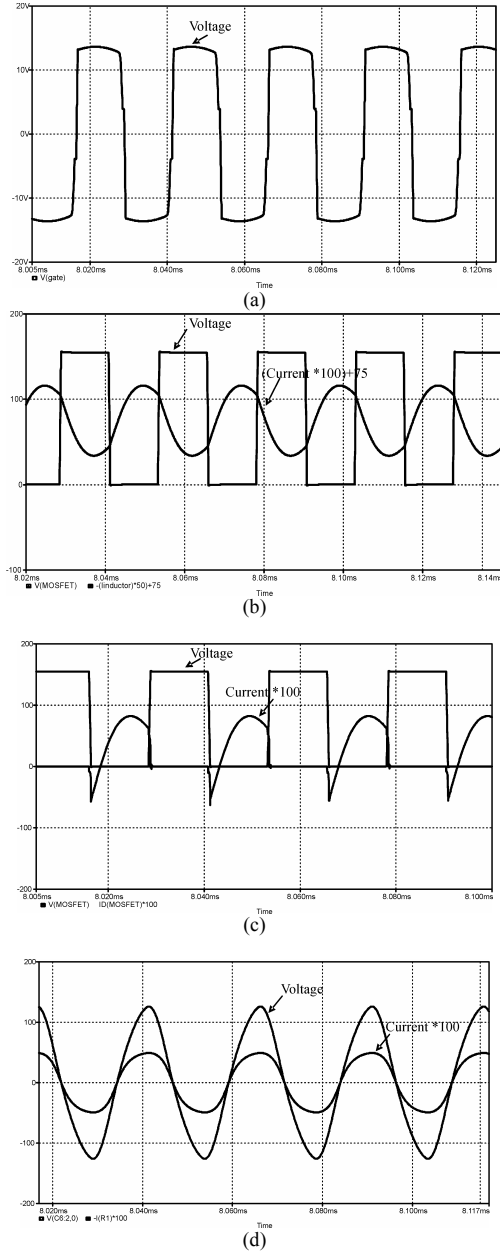 Voltage
20V
10V
0V
-10V
-20V
8.005ms 8.020ms 8.040ms 8.060ms 8.080ms 8.100ms 8.120ms
V(gate)
Time
(a)
200
Voltage
(Current *100)+75
100
0
-100
8.02ms 8.04ms 8.06ms 8.08ms 8.10ms 8.12ms 8.14ms
V(MOSFET) -(Iinductor)*50)+75
Time
(b)
200
Voltage
Current *100
100
0
-100
-200
8.005ms 8.020ms 8.040ms 8.060ms 8.080ms 8.100ms
V(MOSFET) ID(MOSFET)*100
Time
(c)
200
Voltage
100
Current *100
0
-100
-200
8.020ms 8.040ms 8.060ms 8.080ms 8.100ms 8.117ms
V(C6:2,0) -I(R1)*100
Time
(d)